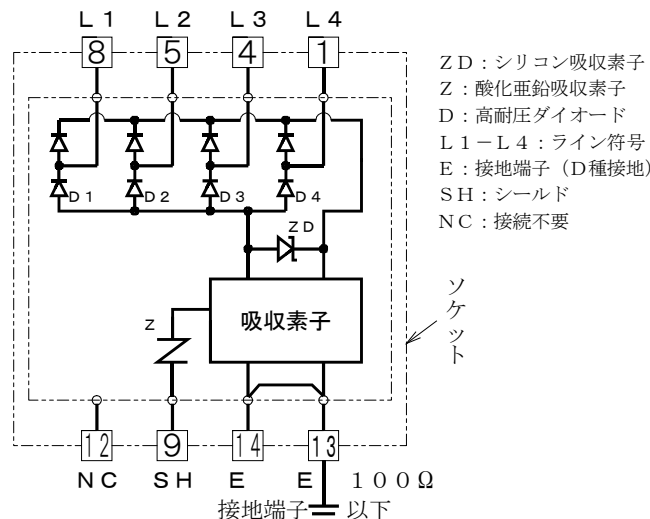 L1 L2 L3 L4
8 5 4 1
ZD:シリコン吸収素子
Z:酸化亜鉛吸収素子
D:高耐圧ダイオード
L1-L4:ライン符号
E:接地端子(D種接地)
SH:シールド
NC:接続不要
D1 D2 D3 D4
ZD
Z
吸収素子
ソケット
12 9 14 13
NC SH E E 100Ω
接地端子 以下